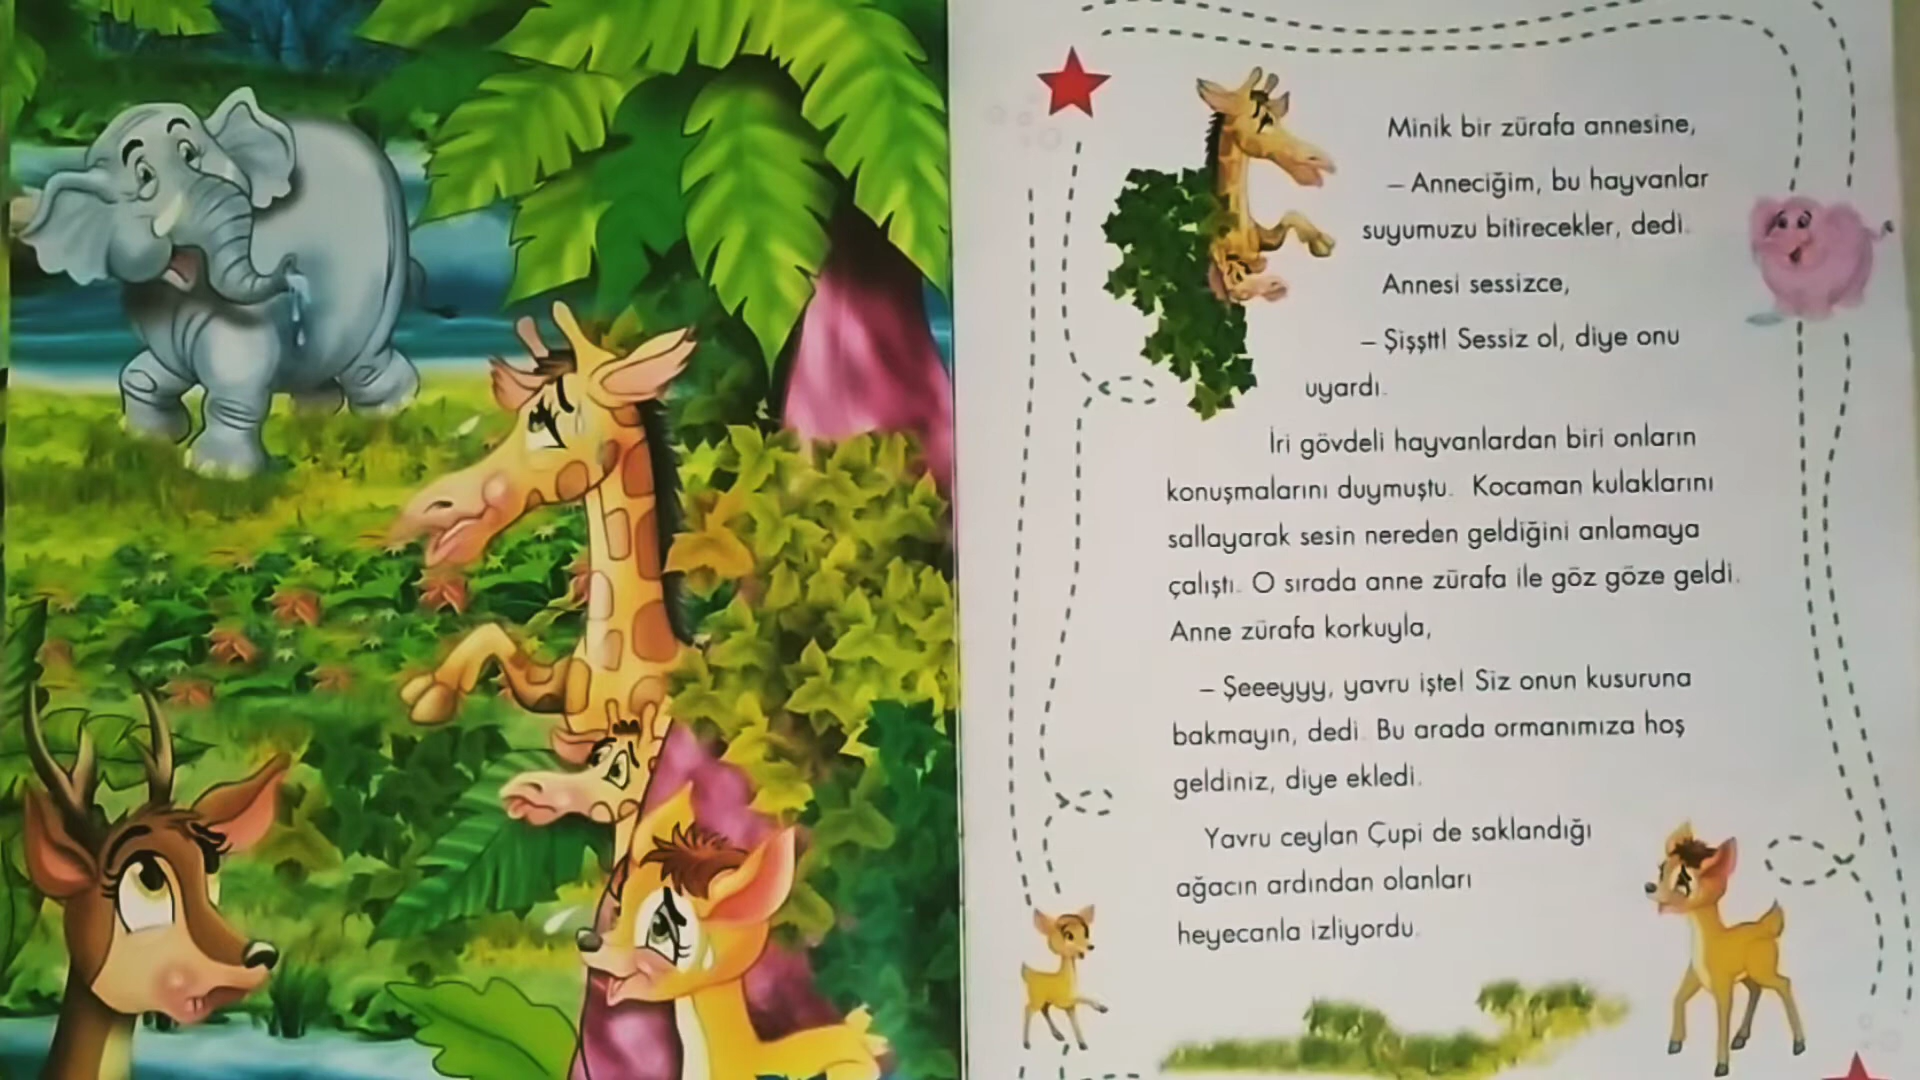 Minik bir zürafa annesine,
– Anneciğim, bu hayvanlar
suyumuzu bitirecekler, dedi.
Annesi sessizce,
– Şişştt! Sessiz ol, diye onu
uyardı.
İri gövdeli hayvanlardan biri onların
konuşmalarını duymuştu. Kocaman kulaklarını
sallayarak sesin nereden geldiğini anlamaya
çalıştı. O sırada anne zürafa ile göz göze geldi.
Anne zürafa korkuyla,
– Şeeeyyy, yavru işte! Siz onun kusuruna
bakmayın, dedi. Bu arada ormanımıza hoş
geldiniz, diye ekledi.
Yavru ceylan Çupi de saklandığı
ağacın ardından olanları
heyecanla izliyordu.